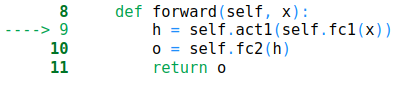 8     def forward(self, x):
----> 9         h = self.act1(self.fc1(x))
     10         o = self.fc2(h)
     11         return o